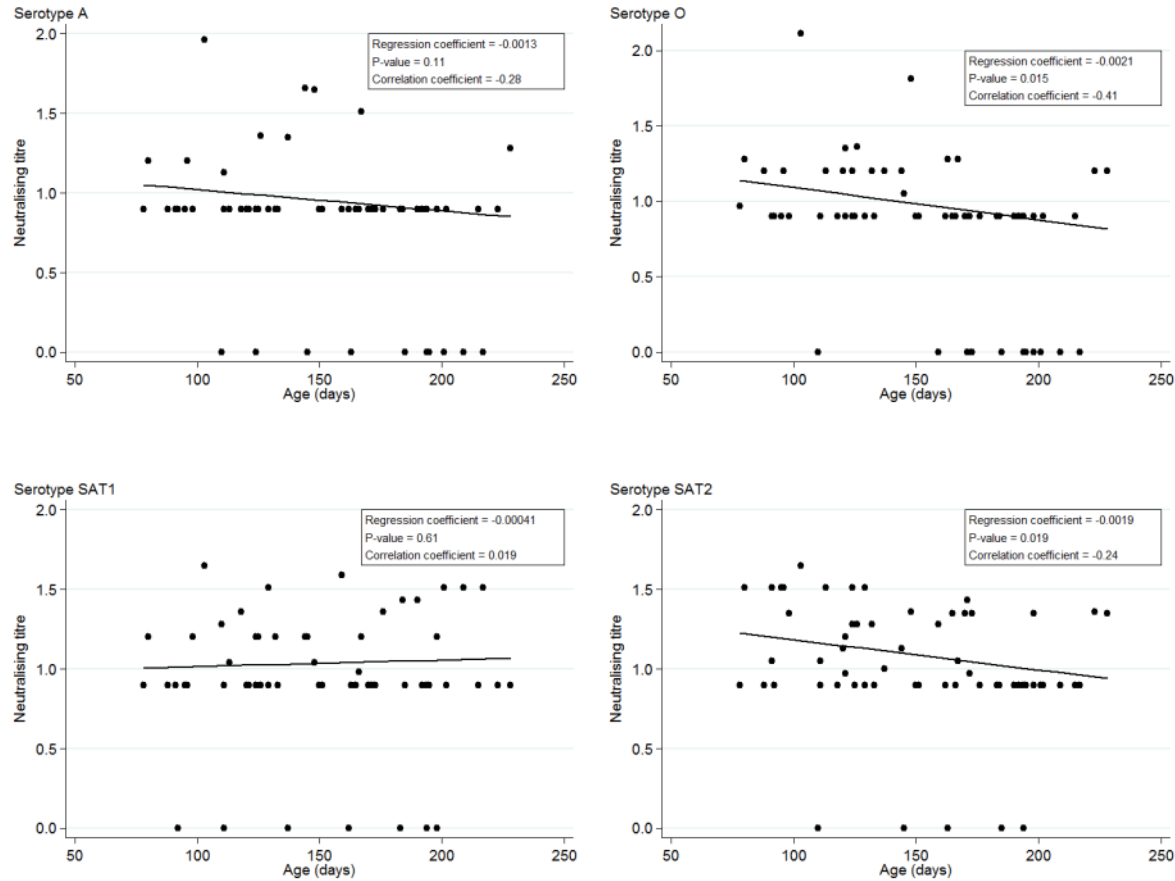 Serotype A
Regression coefficient = -0.0013
P-value = 0.11
Correlation coefficient = -0.28
Neutralising titre
2.0
1.5
1.0
0.5
0.0
50 100 150 200 250
Age (days)
Serotype O
Regression coefficient = -0.0021
P-value = 0.015
Correlation coefficient = -0.41
Neutralising titre
2.0
1.5
1.0
0.5
0.0
50 100 150 200 250
Age (days)
Serotype SAT1
Regression coefficient = -0.00041
P-value = 0.61
Correlation coefficient = 0.019
Neutralising titre
2.0
1.5
1.0
0.5
0.0
50 100 150 200 250
Age (days)
Serotype SAT2
Regression coefficient = -0.0019
P-value = 0.019
Correlation coefficient = -0.24
Neutralising titre
2.0
1.5
1.0
0.5
0.0
50 100 150 200 250
Age (days)